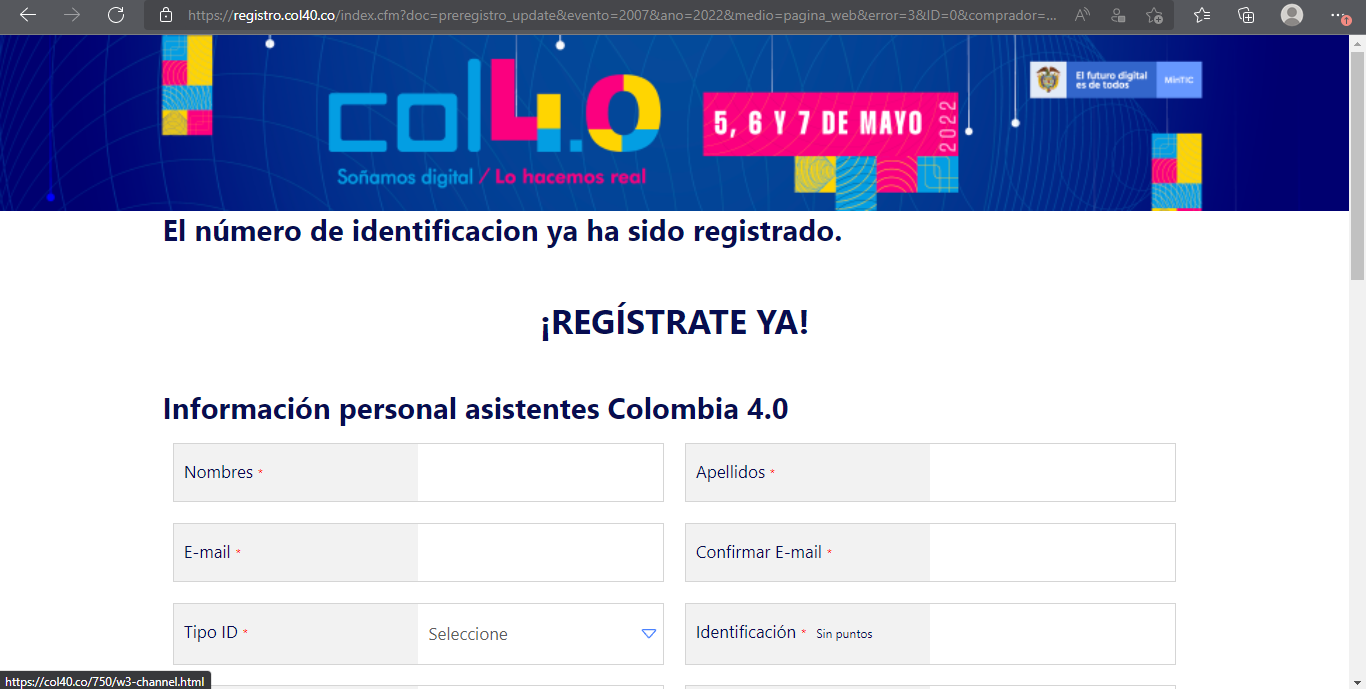 https://registro.col40.co/index.cfm?doc=preregistro_update&evento=2007&ano=2022&medio=pagina_web&error=3&ID=0&comprador=...
col4.0
Soñamos digital / Lo hacemos real
5, 6 Y 7 DE MAYO
2022
El futuro digital
es de todos
MinTIC
El número de identificacion ya ha sido registrado.
¡REGÍSTRATE YA!
Información personal asistentes Colombia 4.0
Nombres *
Apellidos *
E-mail *
Confirmar E-mail *
Tipo ID *
Seleccione
Identificación * Sin puntos
https://col40.co/750/w3-channel.html